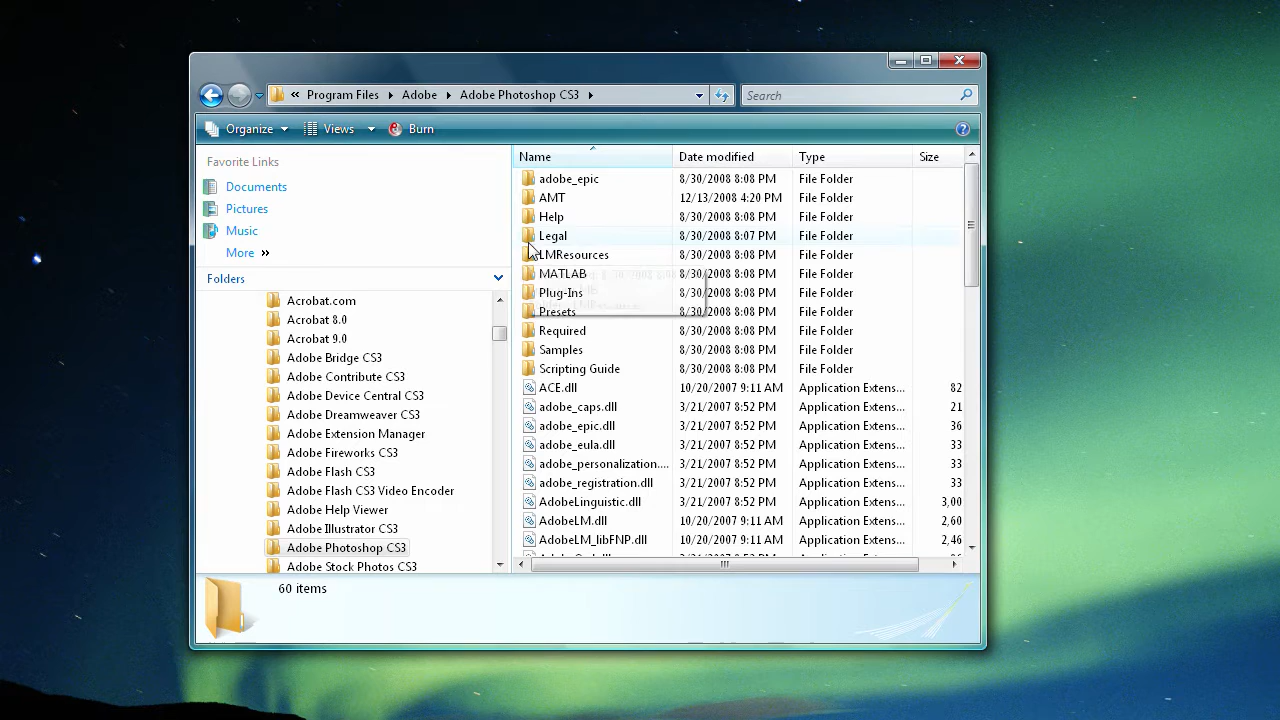 « Program Files Adobe Adobe Photoshop CS3 Search
Organize Views Burn
Favorite Links
Documents
Pictures
Music
More »
Folders
Acrobat.com
Acrobat 8.0
Acrobat 9.0
Adobe Bridge CS3
Adobe Contribute CS3
Adobe Device Central CS3
Adobe Dreamweaver CS3
Adobe Extension Manager
Adobe Fireworks CS3
Adobe Flash CS3
Adobe Flash CS3 Video Encoder
Adobe Help Viewer
Adobe Illustrator CS3
Adobe Photoshop CS3
Adobe Stock Photos CS3
Name Date modified Type Size
adobe_epic 8/30/2008 8:08 PM File Folder
AMT 12/13/2008 4:20 PM File Folder
Help 8/30/2008 8:08 PM File Folder
Legal 8/30/2008 8:07 PM File Folder
LMResources 8/30/2008 8:08 PM File Folder
MATLAB 8/30/2008 8:08 PM File Folder
Plug-Ins 8/30/2008 8:08 PM File Folder
Presets 8/30/2008 8:08 PM File Folder
Required 8/30/2008 8:08 PM File Folder
Samples 8/30/2008 8:08 PM File Folder
Scripting Guide 8/30/2008 8:08 PM File Folder
ACE.dll 10/20/2007 9:11 AM Application Extens... 82
adobe_caps.dll 3/21/2007 8:52 PM Application Extens... 21
adobe_epic.dll 3/21/2007 8:52 PM Application Extens... 36
adobe_eula.dll 3/21/2007 8:52 PM Application Extens... 33
adobe_personalization.... 3/21/2007 8:52 PM Application Extens... 33
adobe_registration.dll 3/21/2007 8:52 PM Application Extens... 33
AdobeLinguistic.dll 3/21/2007 8:52 PM Application Extens... 3,00
AdobeLM.dll 10/20/2007 9:11 AM Application Extens... 2,60
AdobeLM_libFNP.dll 10/20/2007 9:11 AM Application Extens... 2,46
60 items